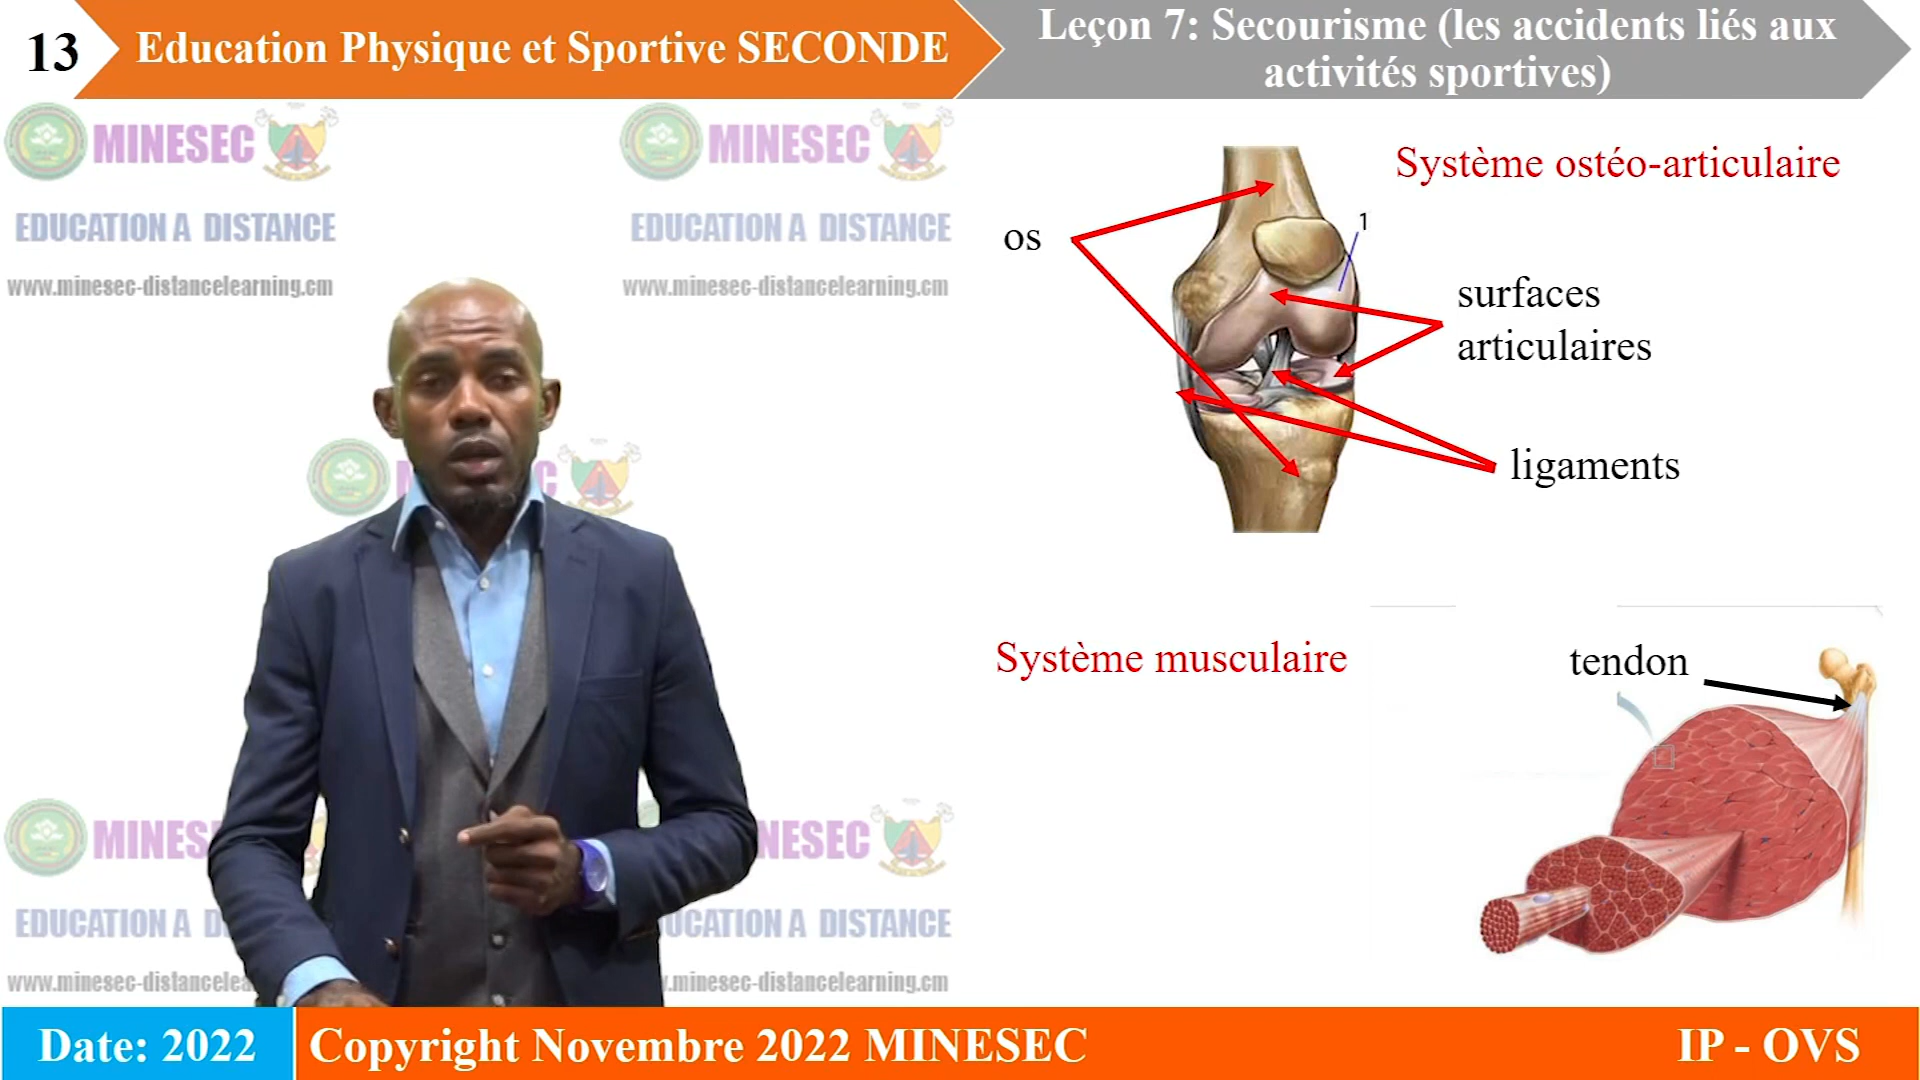 13
Education Physique et Sportive SECONDE
Leçon 7: Secourisme (les accidents liés aux
activités sportives)
MINESEC
MINESEC
EDUCATION A DISTANCE
EDUCATION A DISTANCE
www.minesec-distancelearning.cm
www.minesec-distancelearning.cm
Système ostéo-articulaire
1
os
surfaces
articulaires
ligaments
Système musculaire
tendon
MINES
NESEC
EDUCATION A D
UCATION A DISTANCE
www.minesec-distancelea
.minesec-distancelearning.cm
Date: 2022
Copyright Novembre 2022 MINESEC
IP - OVS